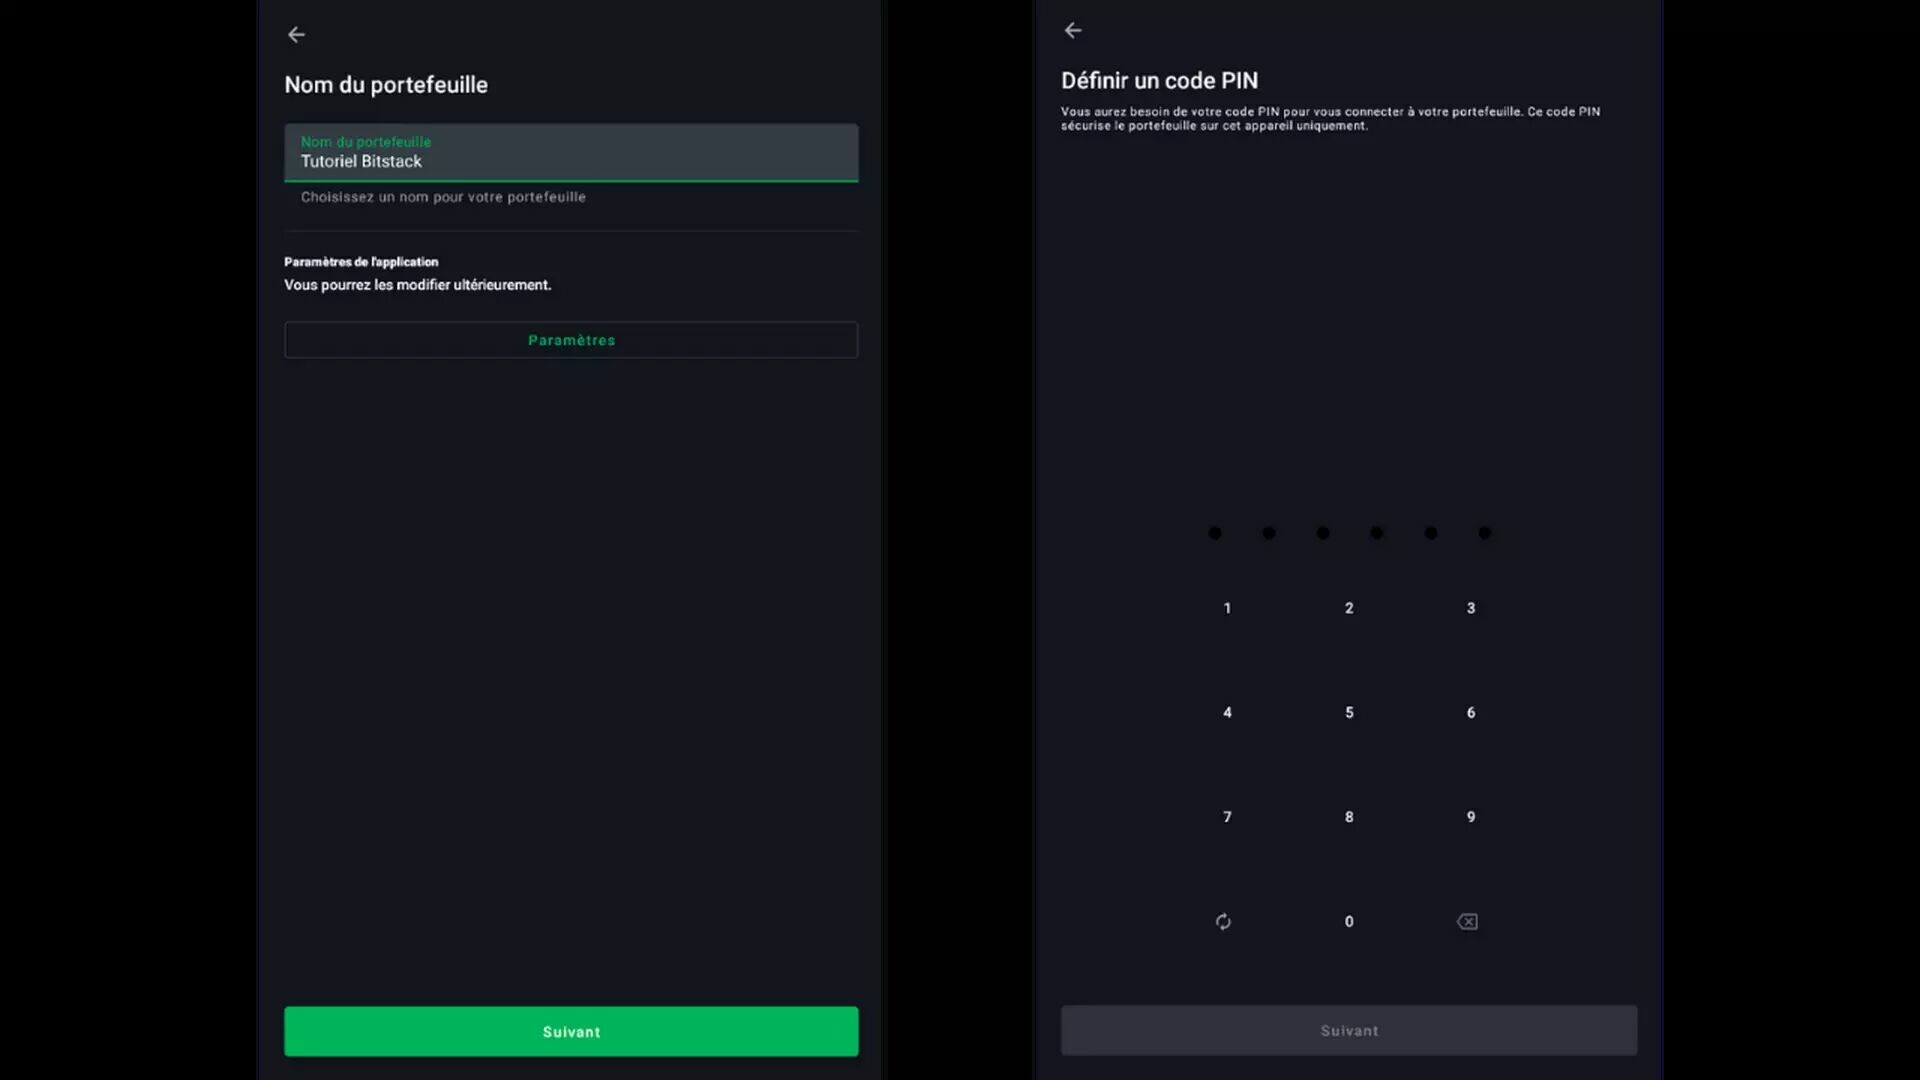 Nom du portefeuille
Nom du portefeuille
Tutoriel Bitstack
Choisissez un nom pour votre portefeuille
Paramètres de l'application
Vous pourrez les modifier ultérieurement.
Paramètres
Suivant
Définir un code PIN
Vous aurez besoin de votre code PIN pour vous connecter à votre portefeuille. Ce code PIN
sécurise le portefeuille sur cet appareil uniquement.
1 2 3
4 5 6
7 8 9
0
Suivant